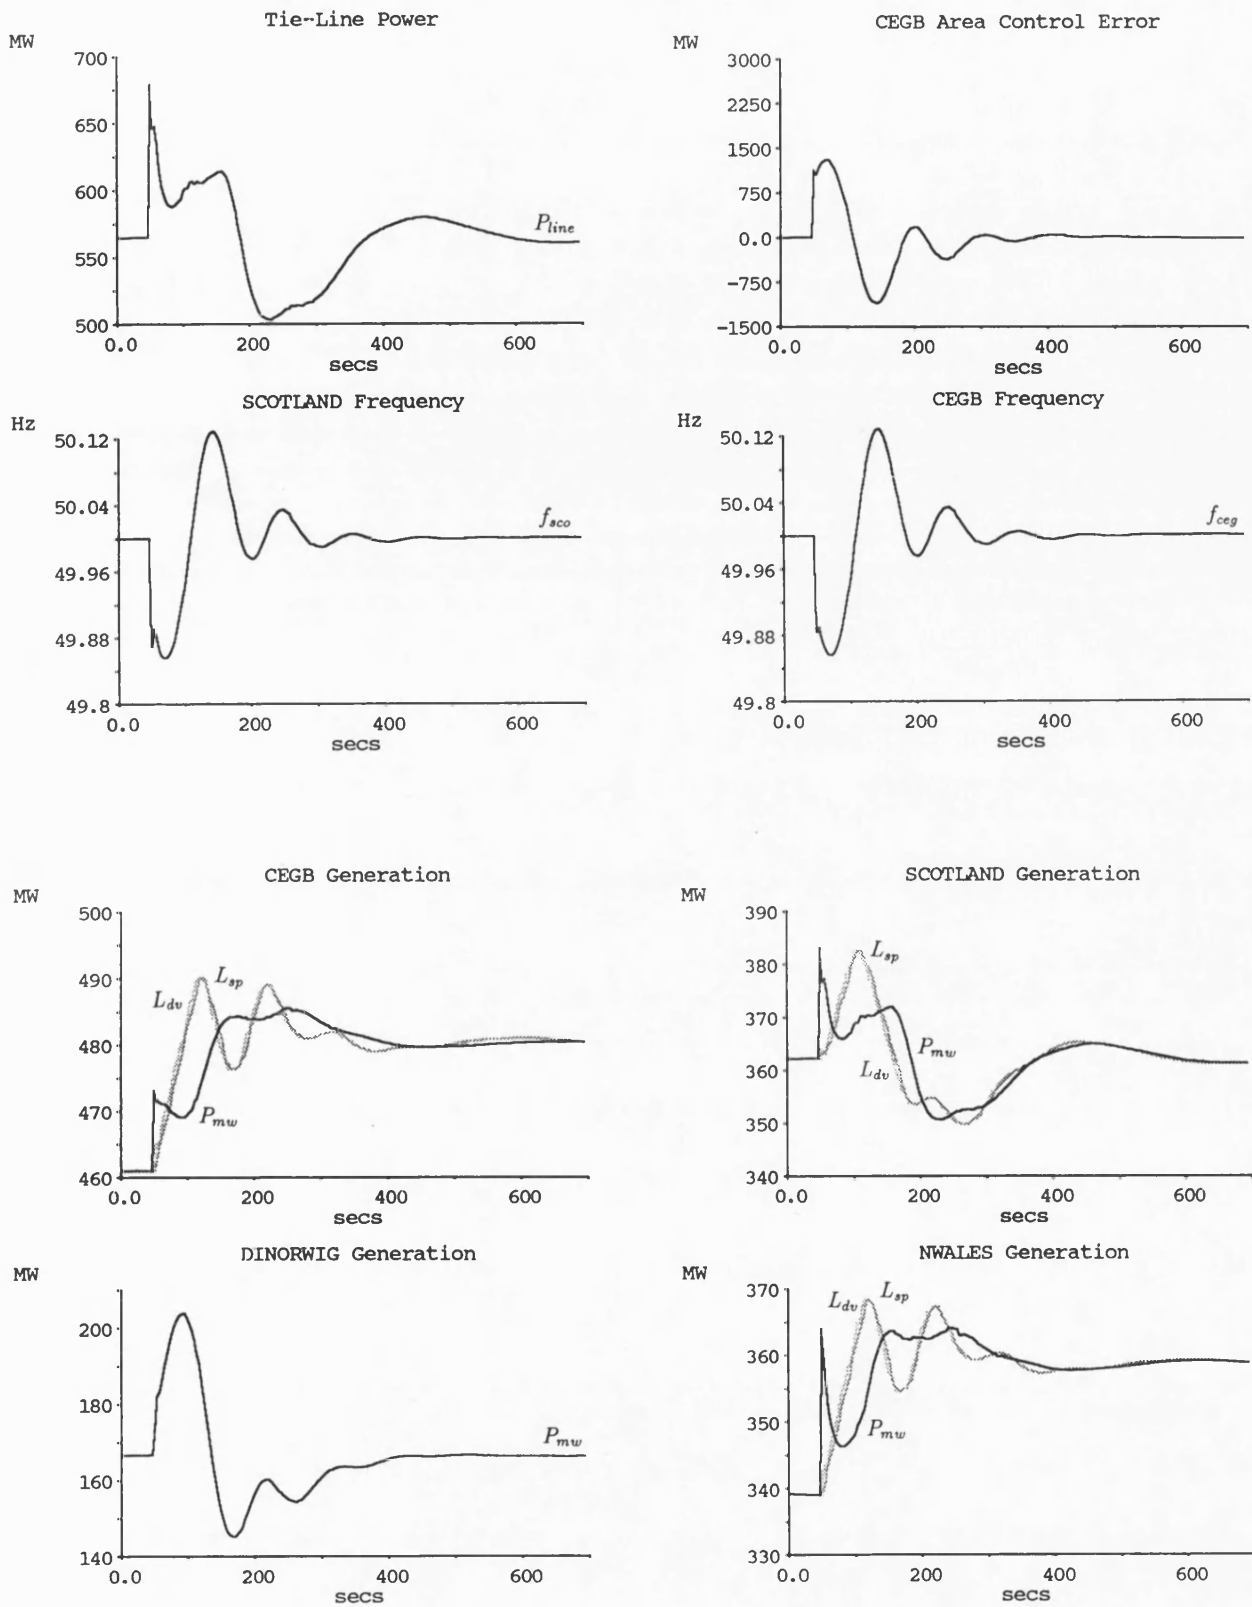 Tie-Line Power
MW
700
650
600
550
500
P_line
0.0 200 400 600
secs
CEGB Area Control Error
MW
3000
2250
1500
750
0.0
-750
-1500
0.0 200 400 600
secs
SCOTLAND Frequency
Hz
50.12
50.04
49.96
49.88
49.8
f_sco
0.0 200 400 600
secs
CEGB Frequency
Hz
50.12
50.04
49.96
49.88
49.8
f_ceg
0.0 200 400 600
secs
CEGB Generation
MW
500
490
480
470
460
L_sp
L_dv
P_mw
0.0 200 400 600
secs
SCOTLAND Generation
MW
390
380
370
360
350
340
L_sp
P_mw
L_dv
0.0 200 400 600
secs
DINORWIG Generation
MW
200
180
160
140
P_mw
0.0 200 400 600
secs
NWALES Generation
MW
370
360
350
340
330
L_dv L_sp
P_mw
0.0 200 400 600
secs